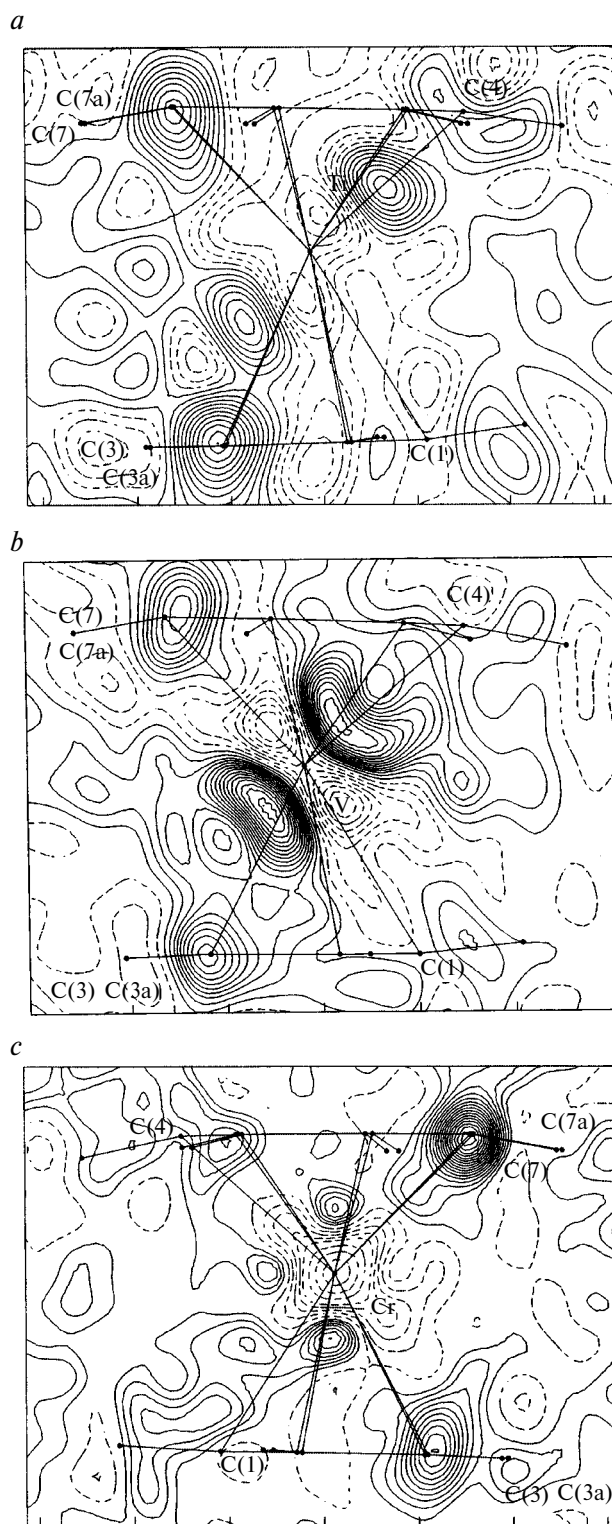 a
C(7a)
C(4)
C(7)
Ti
C(3)
C(1)
C(3a)
b
C(7)
C(4)
C(7a)
V
C(1)
C(3) C(3a)
c
C(4)
C(7a)
C(7)
Cr
C(1)
C(3) C(3a)